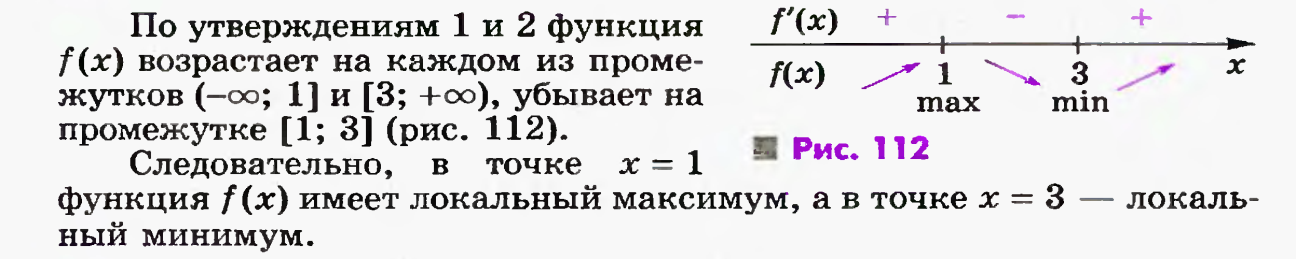 По утверждениям 1 и 2 функция
f(x) возрастает на каждом из проме-
жутков (−∞; 1] и [3; +∞), убывает на
промежутке [1; 3] (рис. 112).
Следовательно, в точке x = 1
функция f(x) имеет локальный максимум, а в точке x = 3 — локаль-
ный минимум.
f′(x) + − +
f(x) 1 3 x
max min
Рис. 112